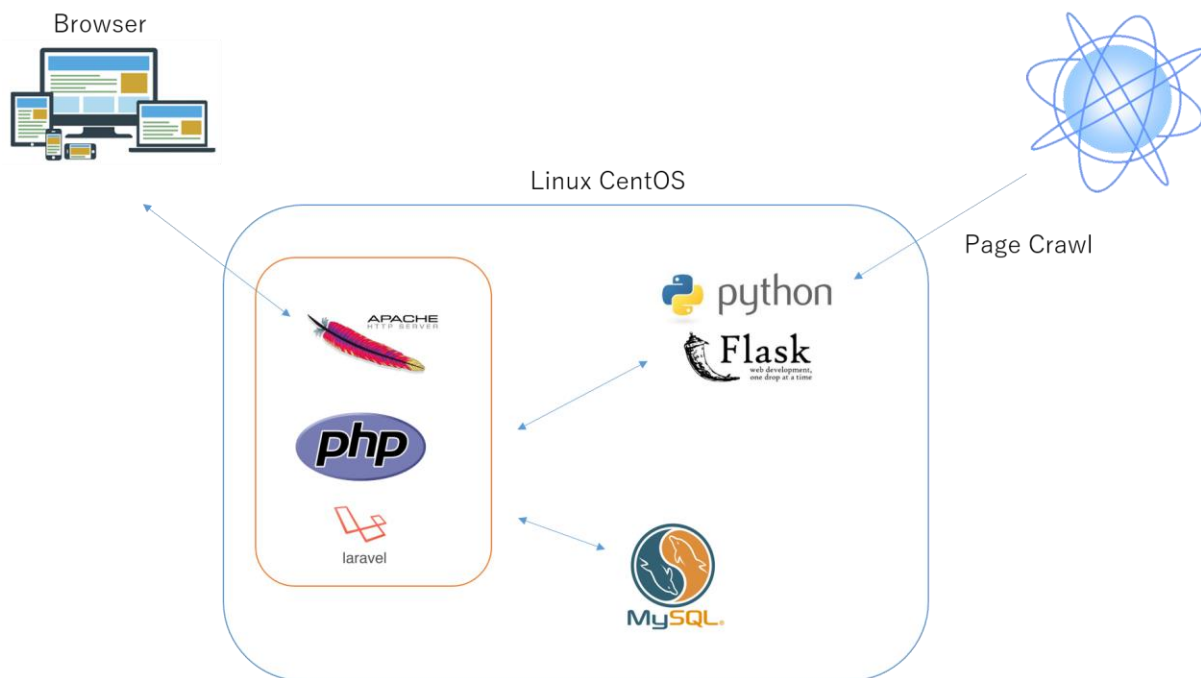 Browser
Linux CentOS
Page Crawl
APACHE
HTTP SERVER
python
Flask
web development,
one drop at a time
php
laravel
MySQL®